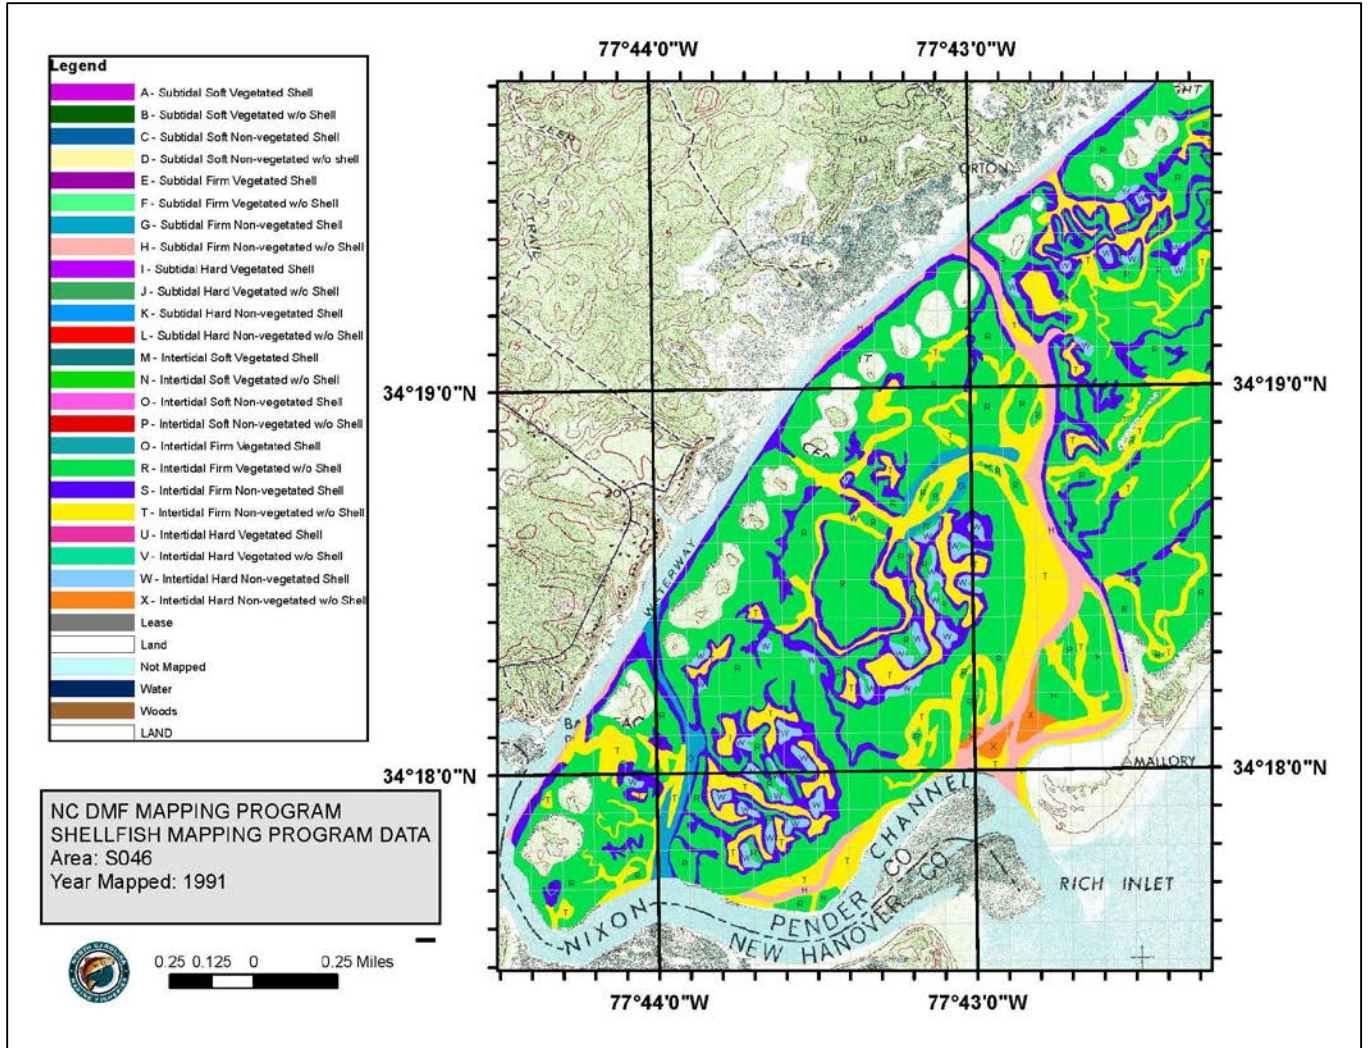 77°44'0"W
77°43'0"W
Legend
A - Subtidal Soft Vegetated Shell
B - Subtidal Soft Vegetated w/o Shell
C - Subtidal Soft Non-vegetated Shell
D - Subtidal Soft Non-vegetated w/o shell
E - Subtidal Firm Vegetated Shell
F - Subtidal Firm Vegetated w/o Shell
G - Subtidal Firm Non-vegetated Shell
H - Subtidal Firm Non-vegetated w/o Shell
I - Subtidal Hard Vegetated Shell
J - Subtidal Hard Vegetated w/o Shell
K - Subtidal Hard Non-vegetated Shell
L - Subtidal Hard Non-vegetated w/o Shell
M - Intertidal Soft Vegetated Shell
N - Intertidal Soft Vegetated w/o Shell
O - Intertidal Soft Non-vegetated Shell
P - Intertidal Soft Non-vegetated w/o Shell
Q - Intertidal Firm Vegetated Shell
R - Intertidal Firm Vegetated w/o Shell
S - Intertidal Firm Non-vegetated Shell
T - Intertidal Firm Non-vegetated w/o Shell
U - Intertidal Hard Vegetated Shell
V - Intertidal Hard Vegetated w/o Shell
W - Intertidal Hard Non-vegetated Shell
X - Intertidal Hard Non-vegetated w/o Shell
Lease
Land
Not Mapped
Water
Woods
LAND
TRAIL
ORTON
34°19'0"N
34°19'0"N
15
20
WATERWAY
34°18'0"N
34°18'0"N
MALLORY
NIXON
CHANNEL
PENDER CO
NEW HANOVER CO
RICH INLET
NC DMF MAPPING PROGRAM
SHELLFISH MAPPING PROGRAM DATA
Area: S046
Year Mapped: 1991
NORTH CAROLINA
MARINE FISHERIES
0.25 0.125 0 0.25 Miles
77°44'0"W
77°43'0"W